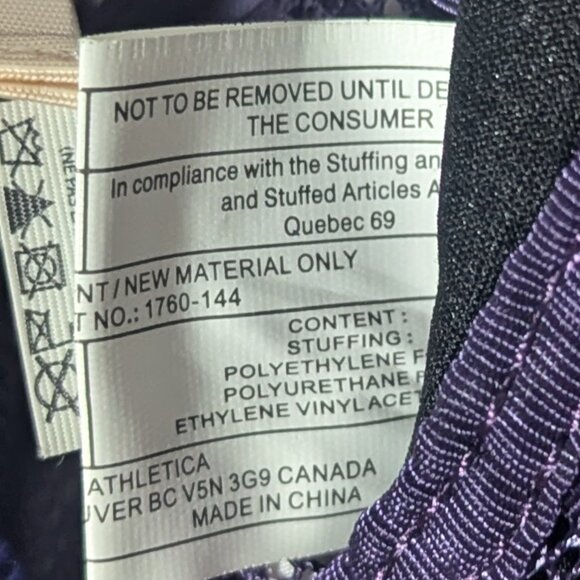 NOT TO BE REMOVED UNTIL DE
THE CONSUMER
In compliance with the Stuffing an
and Stuffed Articles A
Quebec 69
NT/NEW MATERIAL ONLY
T NO.: 1760-144
CONTENT:
STUFFING:
POLYETHYLENE F
POLYURETHANE F
ETHYLENE VINYL ACET
ATHLETICA
UVER BC V5N 3G9 CANADA
MADE IN CHINA